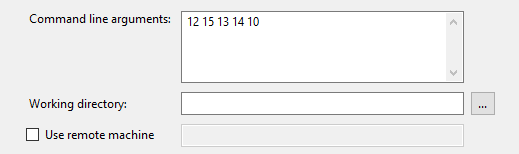 Command line arguments: 12 15 13 14 10
Working directory: ...
Use remote machine